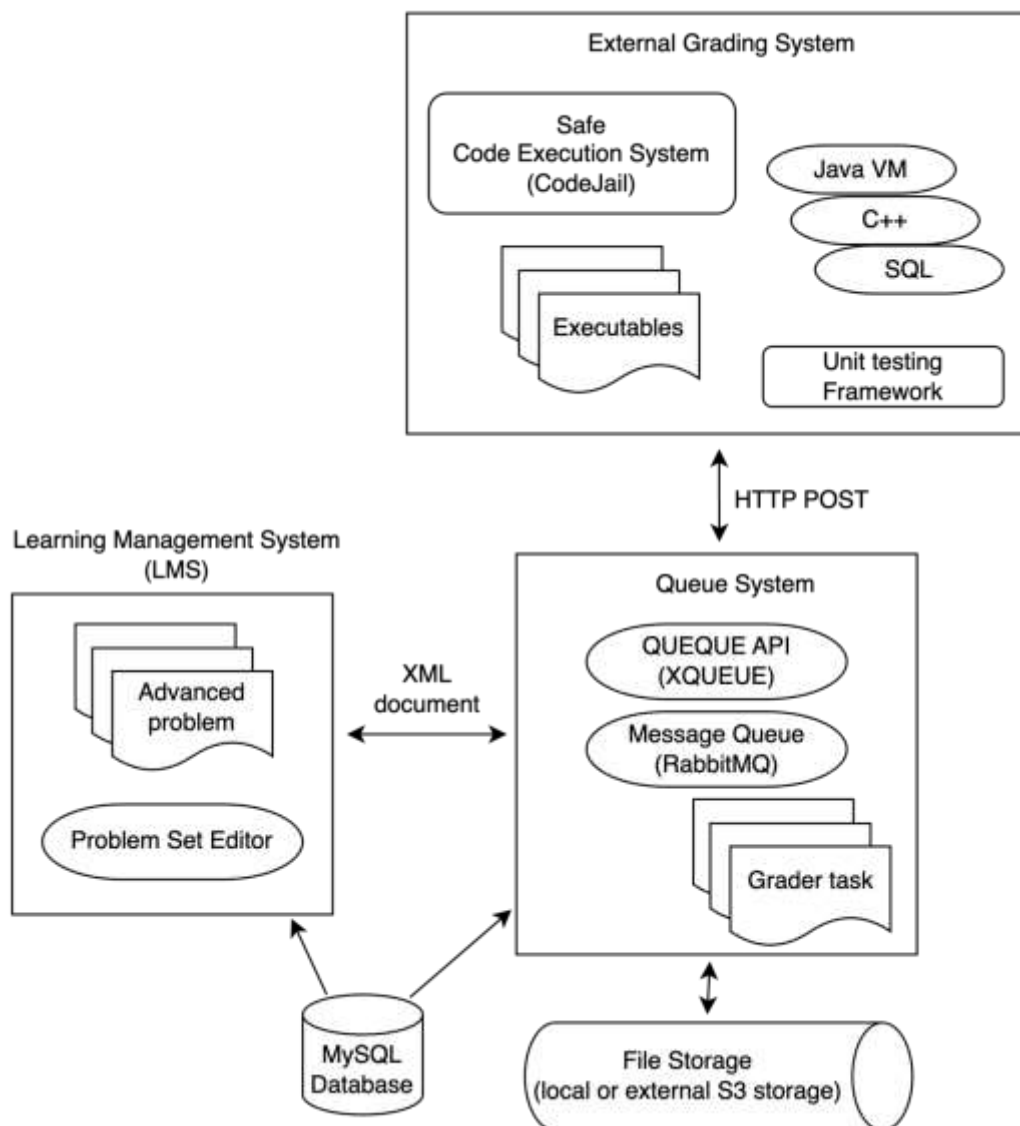 External Grading System
Safe
Code Execution System
(CodeJail)
Java VM
C++
SQL
Executables
Unit testing
Framework
HTTP POST
Learning Management System
(LMS)
Advanced
problem
Problem Set Editor
XML
document
Queue System
QUEQUE API
(XQUEUE)
Message Queue
(RabbitMQ)
Grader task
MySQL
Database
File Storage
(local or external S3 storage)